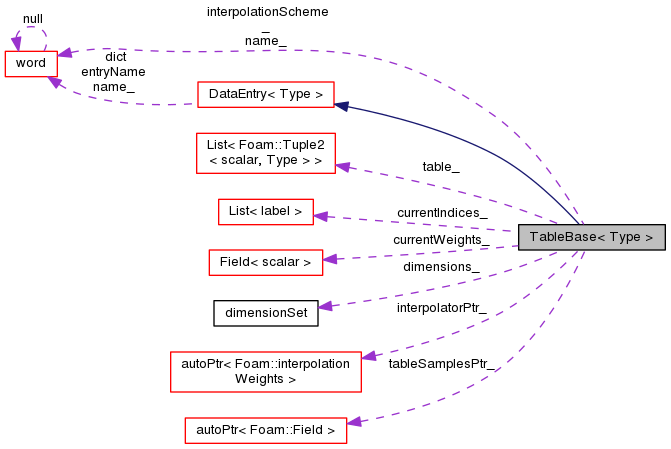 null
interpolationScheme
_
name_
word
dict
entryName
name_
DataEntry< Type >
List< Foam::Tuple2
< scalar, Type > >
table_
List< label >
currentIndices_
TableBase< Type >
currentWeights_
Field< scalar >
dimensions_
dimensionSet
interpolatorPtr_
autoPtr< Foam::interpolation
Weights >
tableSamplesPtr_
autoPtr< Foam::Field >